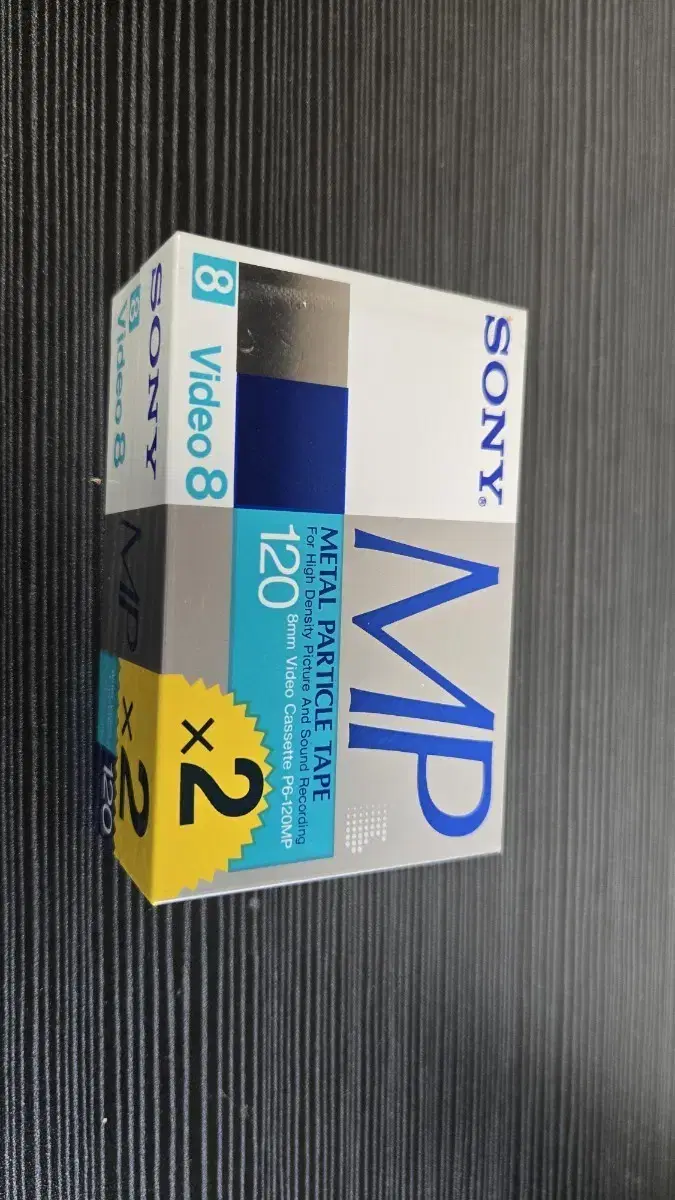 SONY®
MP
METAL PARTICLE TAPE
For High Density Picture And Sound Recording
120 8mm Video Cassette P6-120MP
8 Video 8
×2
SONY
MP
×2
8 Video 8
120